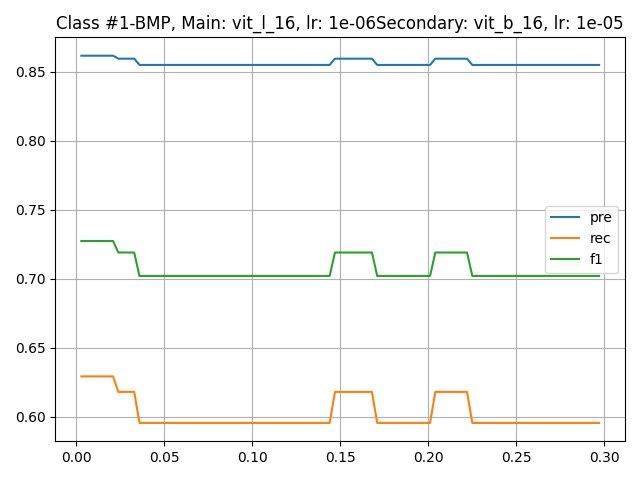 Class #1-BMP, Main: vit_l_16, lr: 1e-06Secondary: vit_b_16, lr: 1e-05
0.85
0.80
0.75
0.70
0.65
0.60
pre
rec
f1
0.00 0.05 0.10 0.15 0.20 0.25 0.30